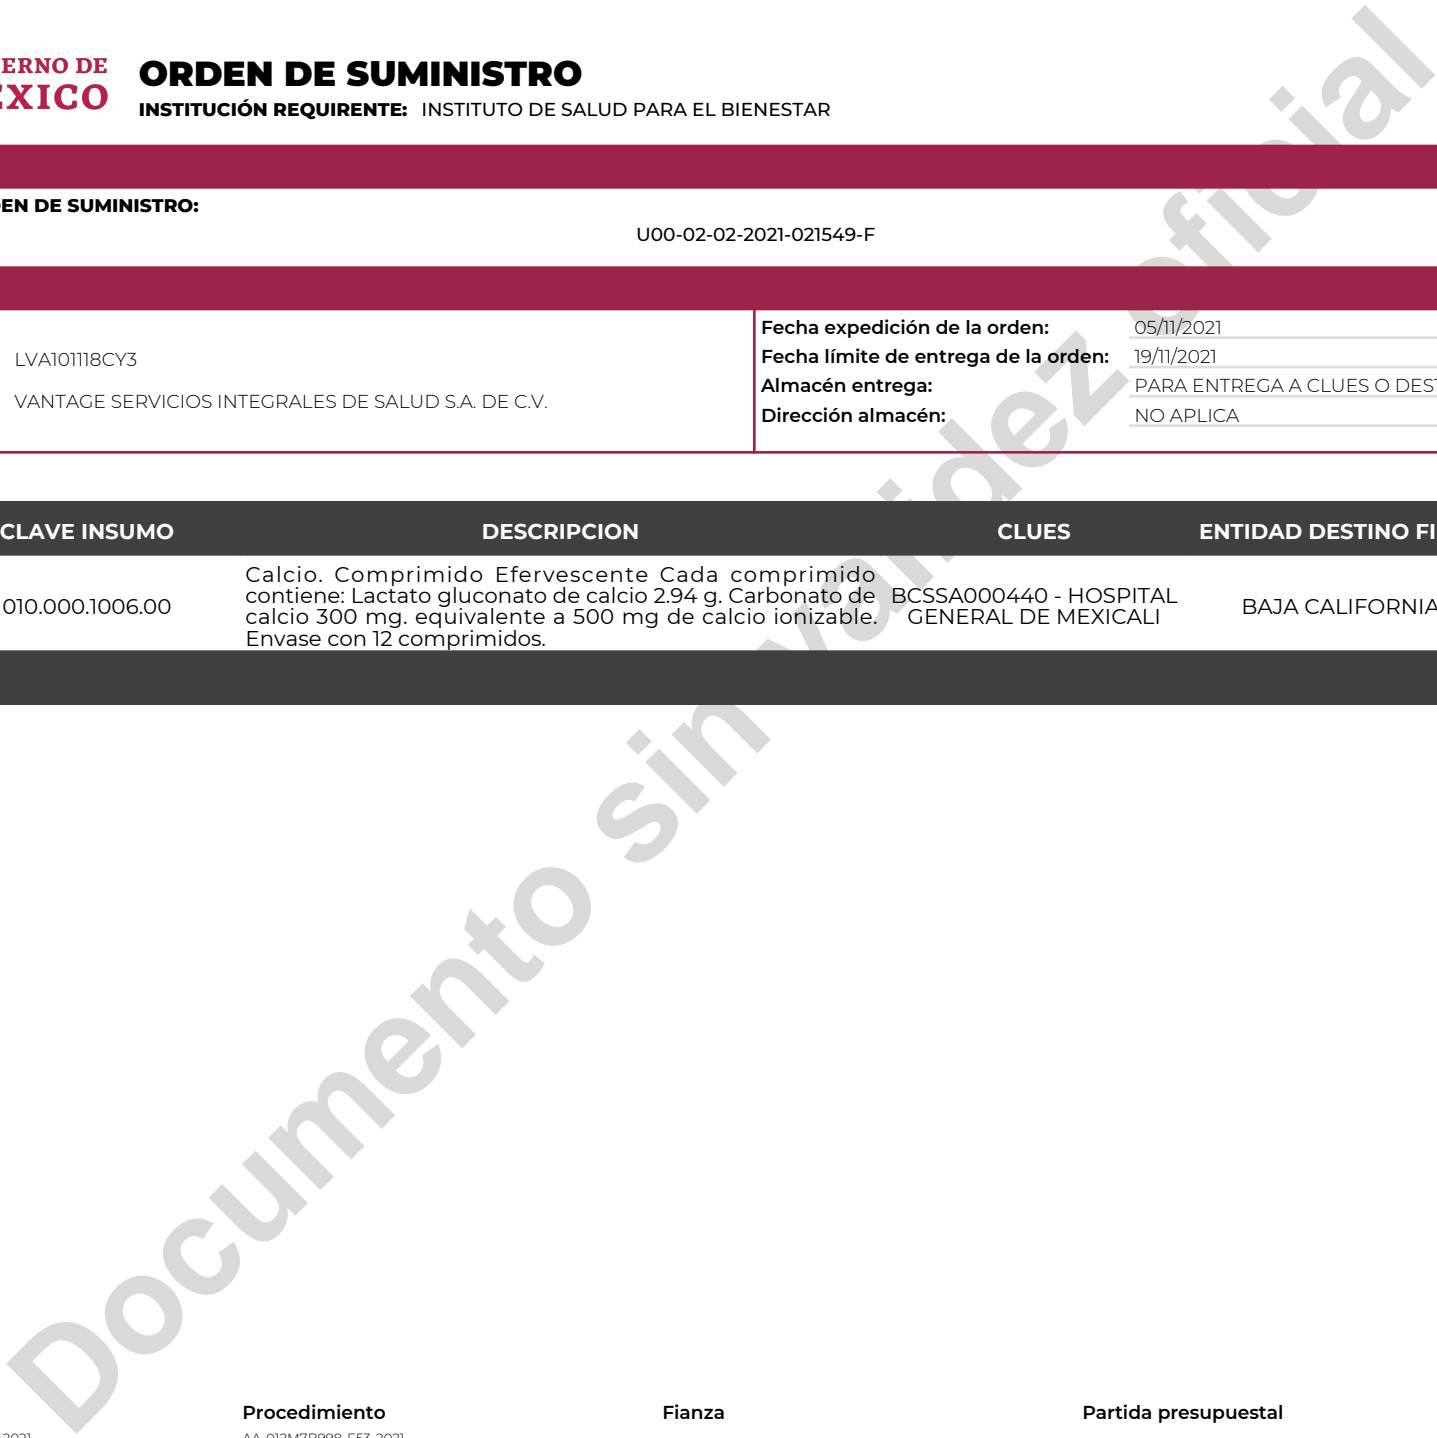 ERNO DE
ORDEN DE SUMINISTRO
INSTITUCIÓN REQUIRENTE: INSTITUTO DE SALUD PARA EL BIENESTAR
DE SUMINISTRO:
U00-02-02-2021-021549-F
LVA101118CY3
VANTAGE SERVICIOS INTEGRALES DE SALUD S.A. DE C.V.
Fecha expedición de la orden: 05/11/2021
Fecha límite de entrega de la orden: 19/11/2021
Almacén entrega: PARA ENTREGA A CLUES O DEST
Dirección almacén: NO APLICA
CLAVE INSUMO DESCRIPCION CLUES ENTIDAD DESTINO FI
010.000.1006.00
Calcio. Comprimido Efervescente Cada comprimido
contiene: Lactato gluconato de calcio 2.94 g. Carbonato de
calcio 300 mg. equivalente a 500 mg de calcio ionizable.
Envase con 12 comprimidos.
BCSSA000440 - HOSPITAL
GENERAL DE MEXICALI
BAJA CALIFORNIA
Documento sin validez oficial
Procedimiento Fianza Partida presupuestal